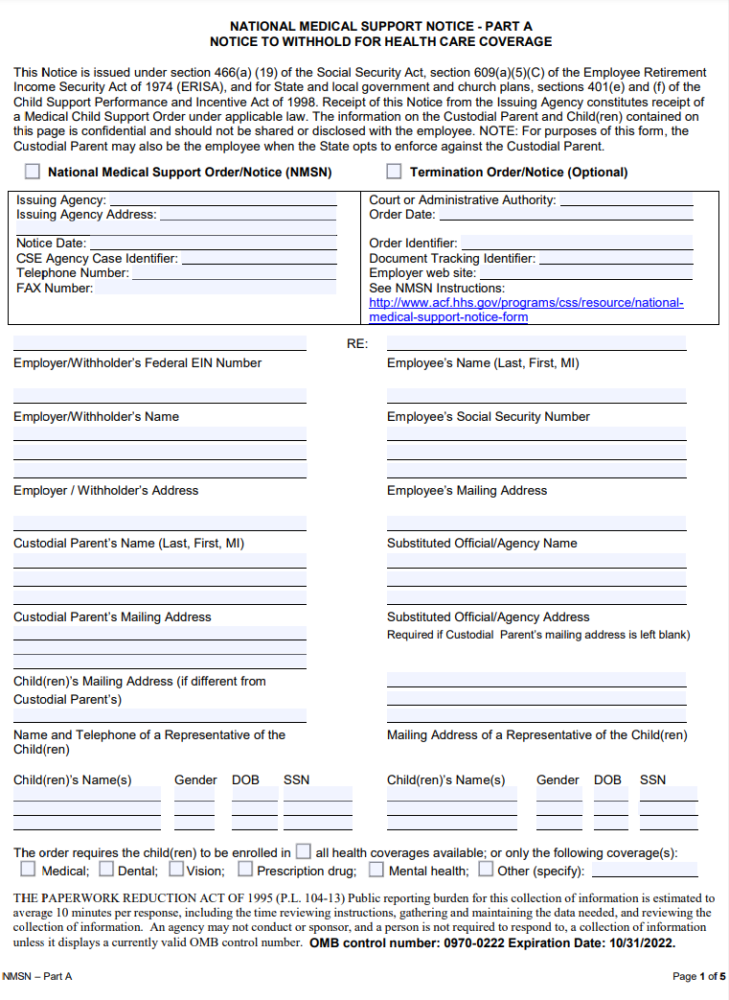 NATIONAL MEDICAL SUPPORT NOTICE - PART A
NOTICE TO WITHHOLD FOR HEALTH CARE COVERAGE
This Notice is issued under section 466(a) (19) of the Social Security Act, section 609(a)(5)(C) of the Employee Retirement
Income Security Act of 1974 (ERISA), and for State and local government and church plans, sections 401(e) and (f) of the
Child Support Performance and Incentive Act of 1998. Receipt of this Notice from the Issuing Agency constitutes receipt of
a Medical Child Support Order under applicable law. The information on the Custodial Parent and Child(ren) contained on
this page is confidential and should not be shared or disclosed with the employee. NOTE: For purposes of this form, the
Custodial Parent may also be the employee when the State opts to enforce against the Custodial Parent.
National Medical Support Order/Notice (NMSN)
Termination Order/Notice (Optional)
Issuing Agency:
Issuing Agency Address:
Notice Date:
CSE Agency Case Identifier:
Telephone Number:
FAX Number:
Court or Administrative Authority:
Order Date:
Order Identifier:
Document Tracking Identifier:
Employer web site:
See NMSN Instructions:
http://www.acf.hhs.gov/programs/css/resource/national-
medical-support-notice-form
RE:
Employer/Withholder's Federal EIN Number
Employee's Name (Last, First, MI)
Employer/Withholder's Name
Employee's Social Security Number
Employer / Withholder's Address
Employee's Mailing Address
Custodial Parent's Name (Last, First, MI)
Substituted Official/Agency Name
Custodial Parent's Mailing Address
Substituted Official/Agency Address
Required if Custodial Parent's mailing address is left blank)
Child(ren)'s Mailing Address (if different from
Custodial Parent's)
Name and Telephone of a Representative of the
Child(ren)
Mailing Address of a Representative of the Child(ren)
Child(ren)'s Name(s) Gender DOB SSN
Child(ren)'s Name(s) Gender DOB SSN
The order requires the child(ren) to be enrolled in all health coverages available; or only the following coverage(s):
Medical; Dental; Vision; Prescription drug; Mental health; Other (specify):
THE PAPERWORK REDUCTION ACT OF 1995 (P.L. 104-13) Public reporting burden for this collection of information is estimated to
average 10 minutes per response, including the time reviewing instructions, gathering and maintaining the data needed, and reviewing the
collection of information. An agency may not conduct or sponsor, and a person is not required to respond to, a collection of information
unless it displays a currently valid OMB control number. OMB control number: 0970-0222 Expiration Date: 10/31/2022.
NMSN – Part A
Page 1 of 5